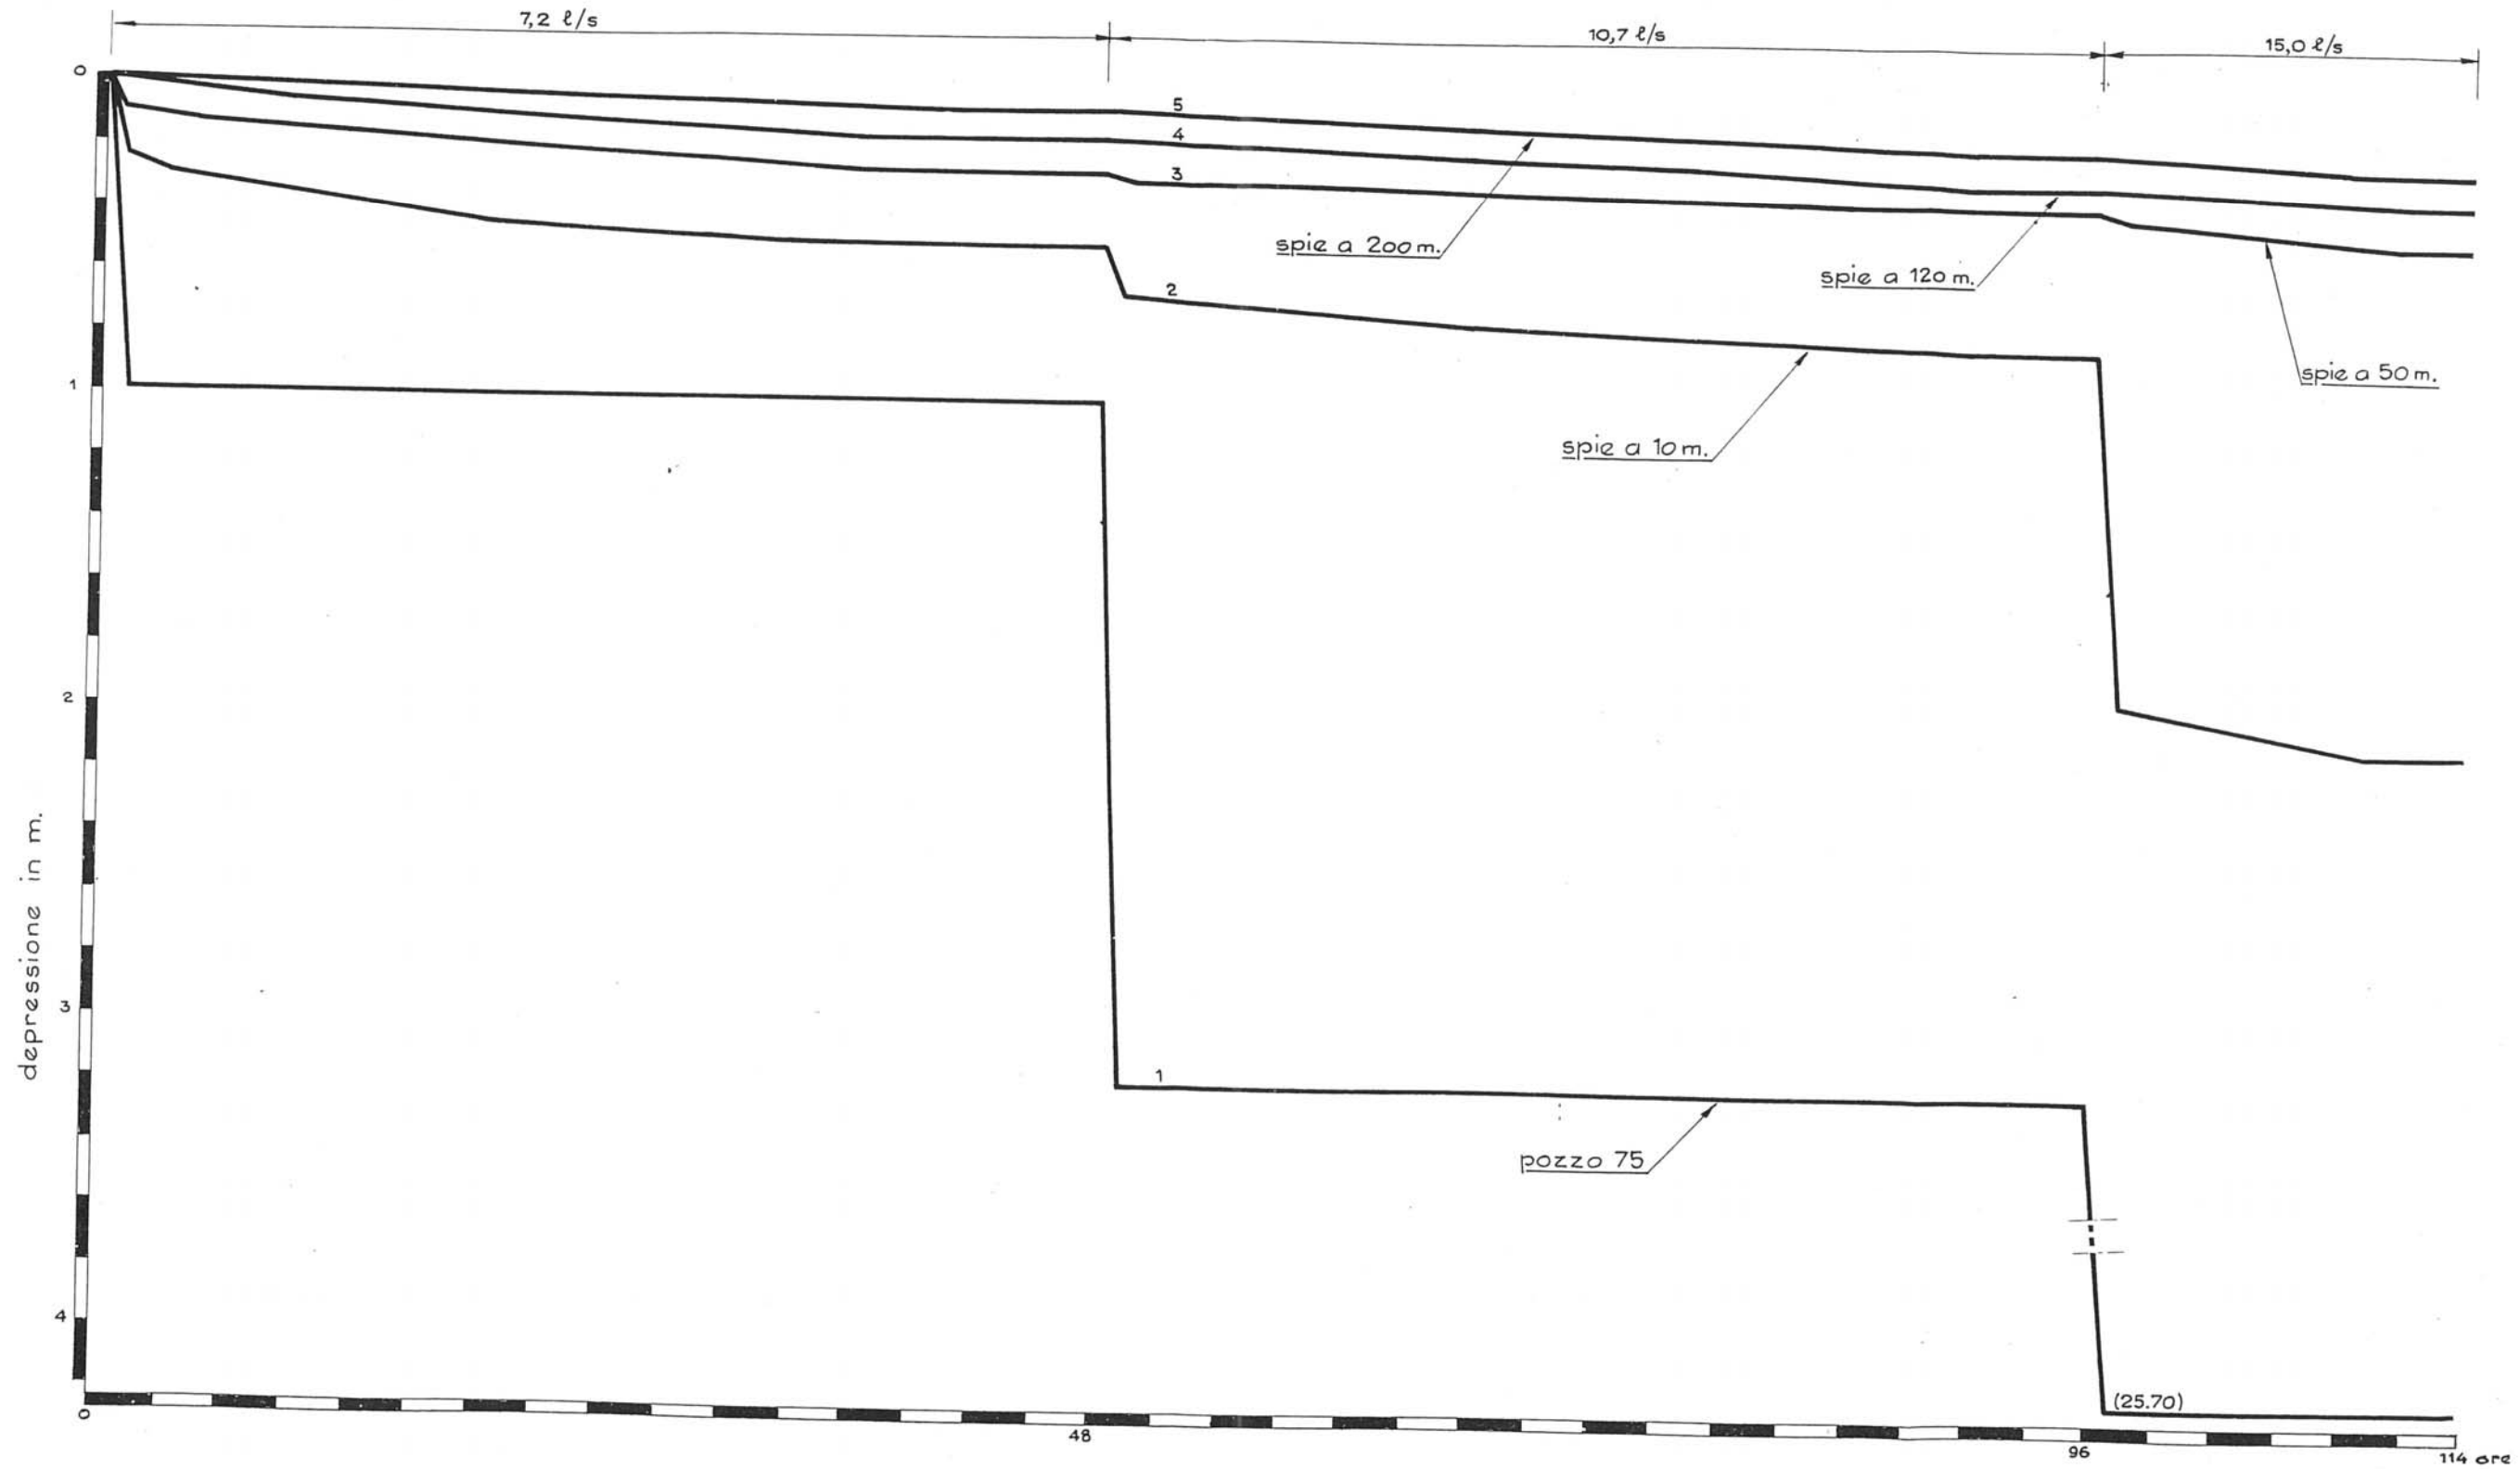 7,2 ℓ/s
10,7 ℓ/s
15,0 ℓ/s
0
5
4
3
spie a 200 m.
spie a 120 m.
2
spie a 50 m.
1
spie a 10 m.
2
depressione in m.
3
1
pozzo 75
4
(25.70)
0
48
96
114 ore